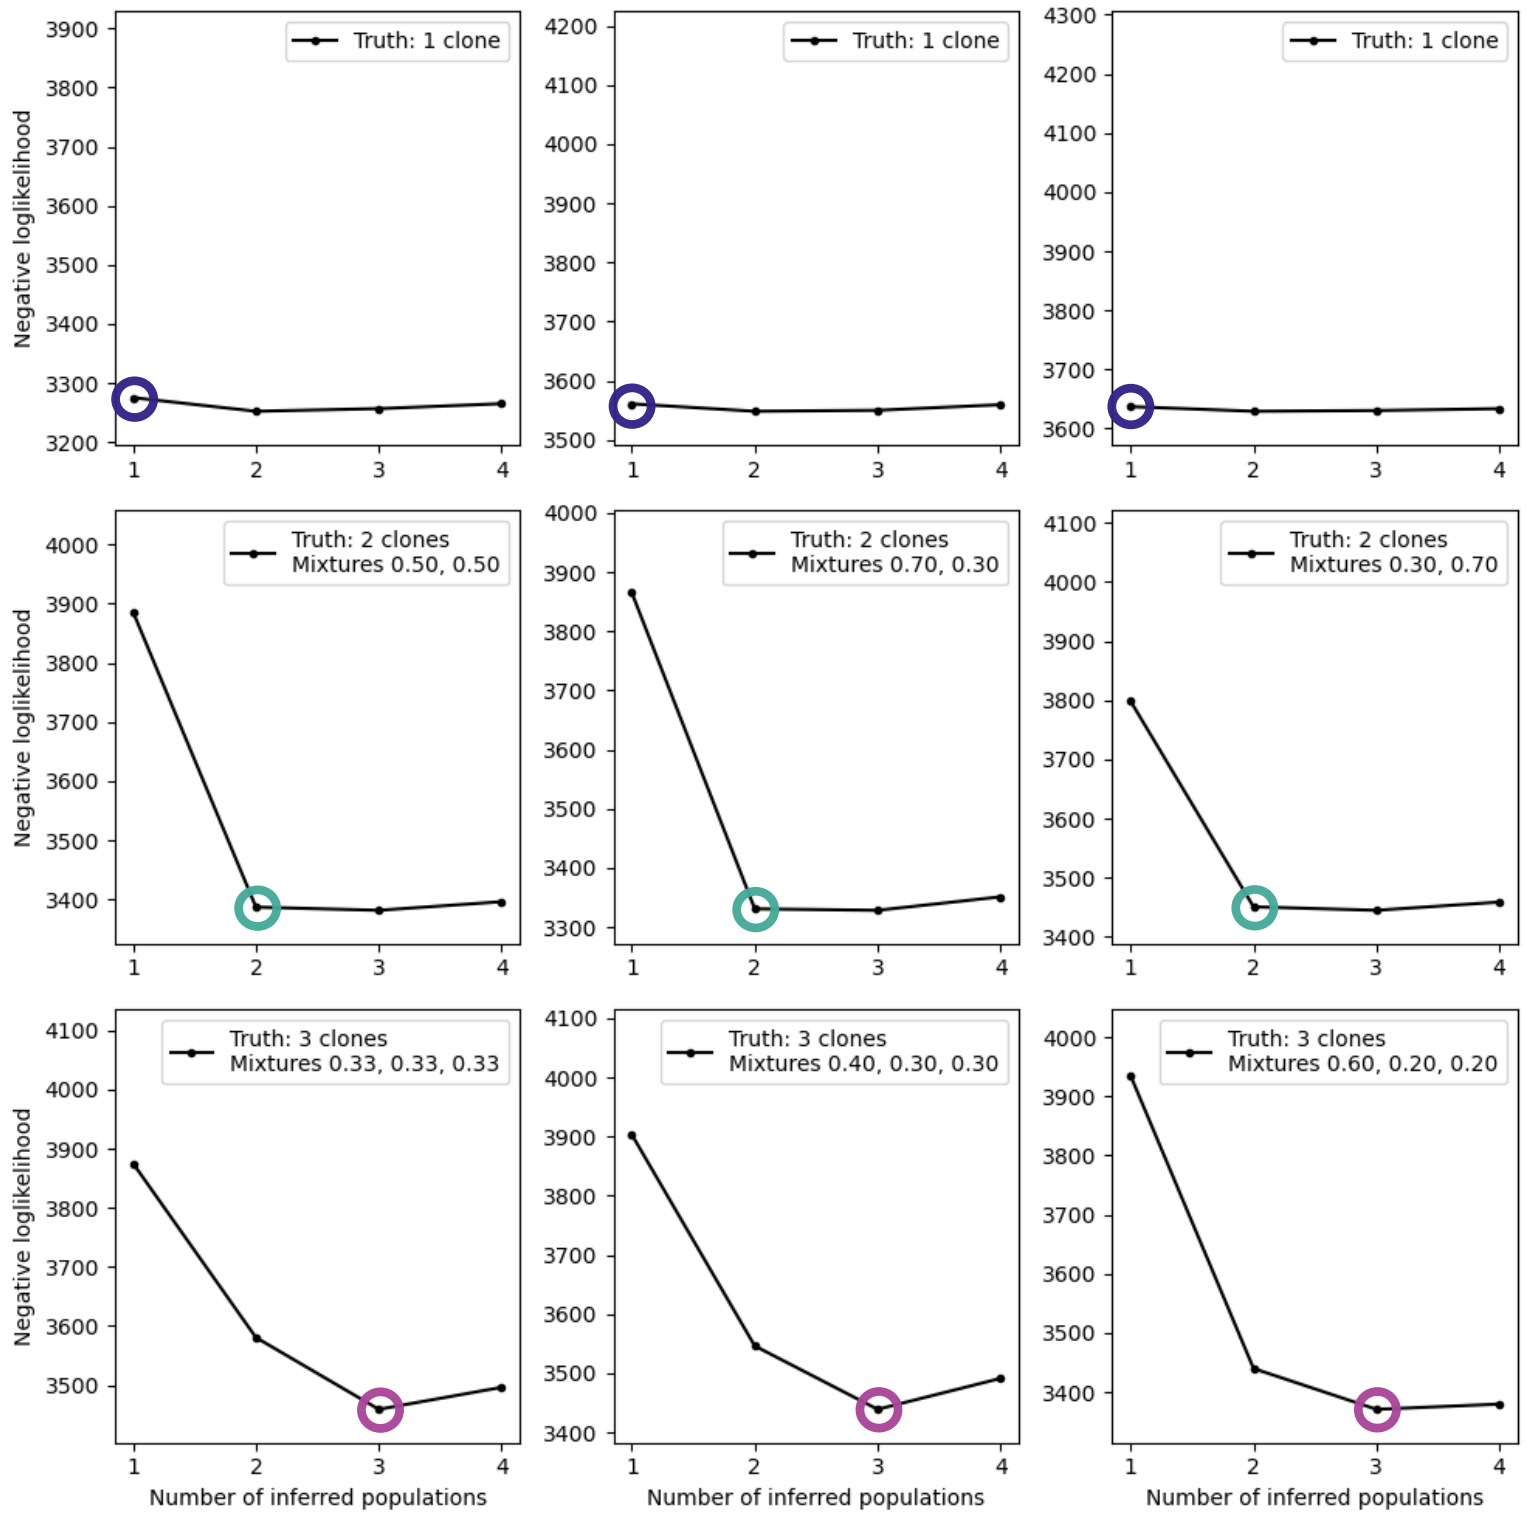 Negative loglikelihood
3900
3800
3700
3600
3500
3400
3300
3200
1 2 3 4
Truth: 1 clone
4200
4100
4000
3900
3800
3700
3600
3500
1 2 3 4
Truth: 1 clone
4300
4200
4100
4000
3900
3800
3700
3600
1 2 3 4
Truth: 1 clone
Negative loglikelihood
4000
3900
3800
3700
3600
3500
3400
1 2 3 4
Truth: 2 clones
Mixtures 0.50, 0.50
4000
3900
3800
3700
3600
3500
3400
3300
1 2 3 4
Truth: 2 clones
Mixtures 0.70, 0.30
4100
4000
3900
3800
3700
3600
3500
3400
1 2 3 4
Truth: 2 clones
Mixtures 0.30, 0.70
Negative loglikelihood
4100
4000
3900
3800
3700
3600
3500
1 2 3 4
Number of inferred populations
Truth: 3 clones
Mixtures 0.33, 0.33, 0.33
4100
4000
3900
3800
3700
3600
3500
3400
1 2 3 4
Number of inferred populations
Truth: 3 clones
Mixtures 0.40, 0.30, 0.30
4000
3900
3800
3700
3600
3500
3400
1 2 3 4
Number of inferred populations
Truth: 3 clones
Mixtures 0.60, 0.20, 0.20